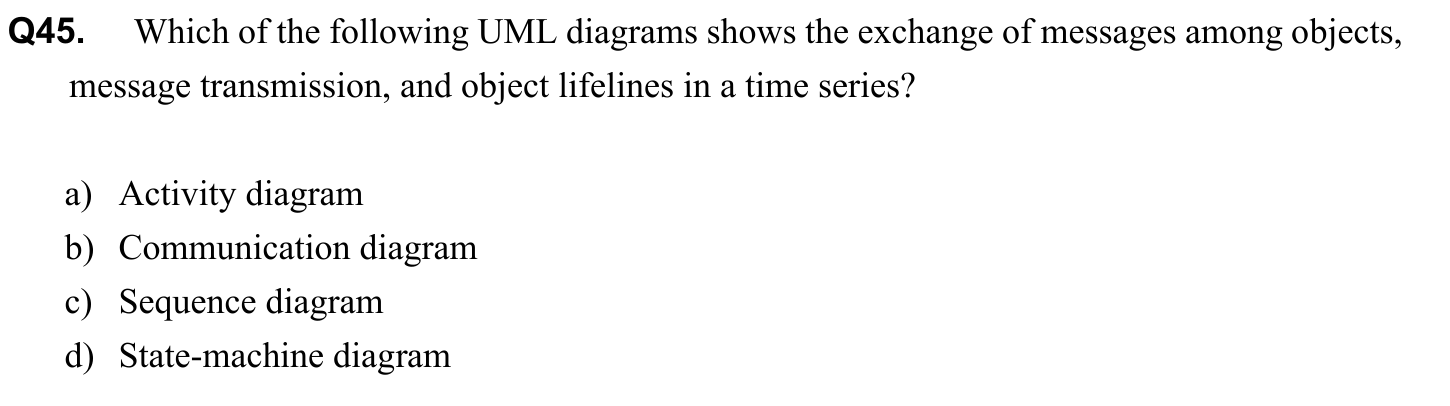 Q45. Which of the following UML diagrams shows the exchange of messages among objects,
message transmission, and object lifelines in a time series?
a) Activity diagram
b) Communication diagram
c) Sequence diagram
d) State-machine diagram